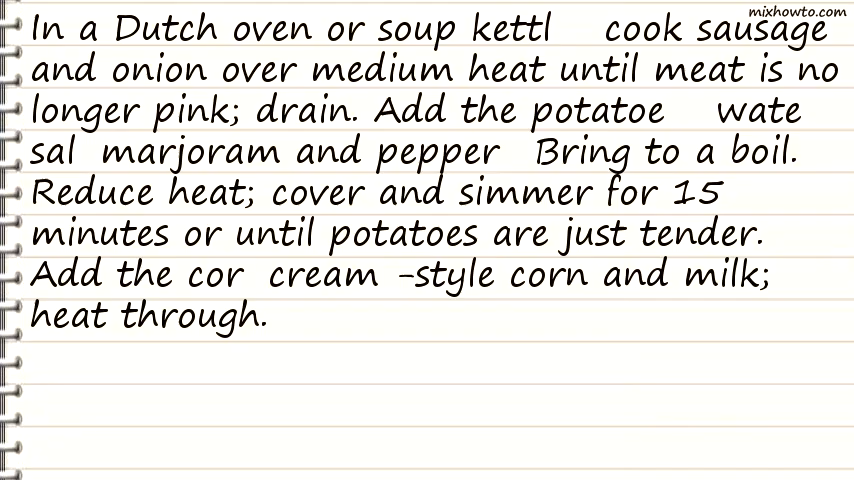 mixhowto.com
In a Dutch oven or soup kettl cook sausage
and onion over medium heat until meat is no
longer pink; drain. Add the potatoe wate
sal marjoram and pepper Bring to a boil.
Reduce heat; cover and simmer for 15
minutes or until potatoes are just tender.
Add the cor cream -style corn and milk;
heat through.